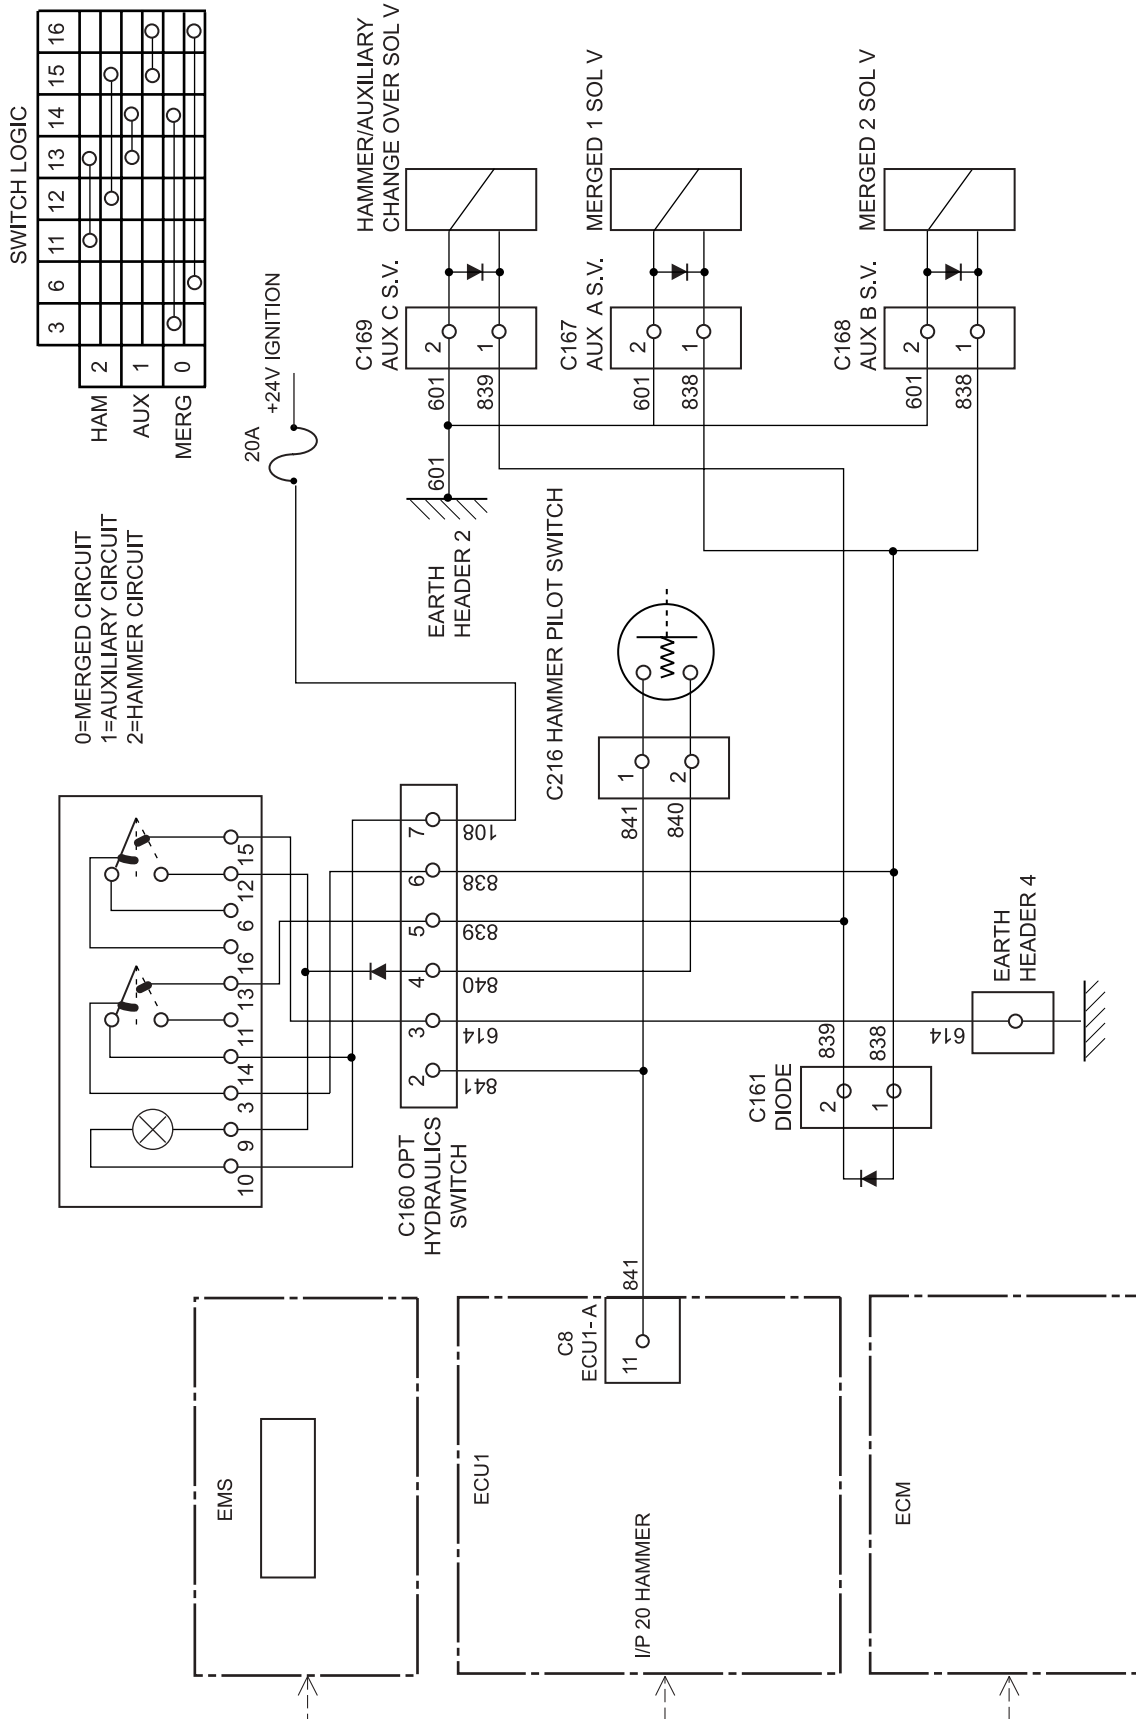 SWITCH LOGIC
3 6 11 12 13 14 15 16
HAM 2
AUX 1
MERG 0
0=MERGED CIRCUIT
1=AUXILIARY CIRCUIT
2=HAMMER CIRCUIT
20A
+24V IGNITION
HAMMER/AUXILIARY
CHANGE OVER SOL V
C169
AUX C S.V.
2
1
601
839
MERGED 1 SOL V
C167
AUX A S.V.
2
1
601
838
MERGED 2 SOL V
C168
AUX B S.V.
2
1
601
838
601
EARTH
HEADER 2
C216 HAMMER PILOT SWITCH
1
2
841
840
10 9 3 14 11 13 16 6 12 15
C160 OPT
HYDRAULICS
SWITCH
2 3 4 5 6 7
841
614
840
839
838
108
EARTH
HEADER 4
614
C161
DIODE
2
1
839
838
EMS
ECU1
C8
ECU1-A
11
841
I/P 20 HAMMER
ECM